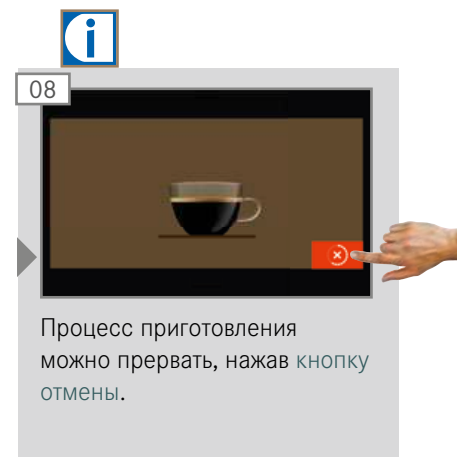 i
08
Процесс приготовления
можно прервать, нажав кнопку
отмены.